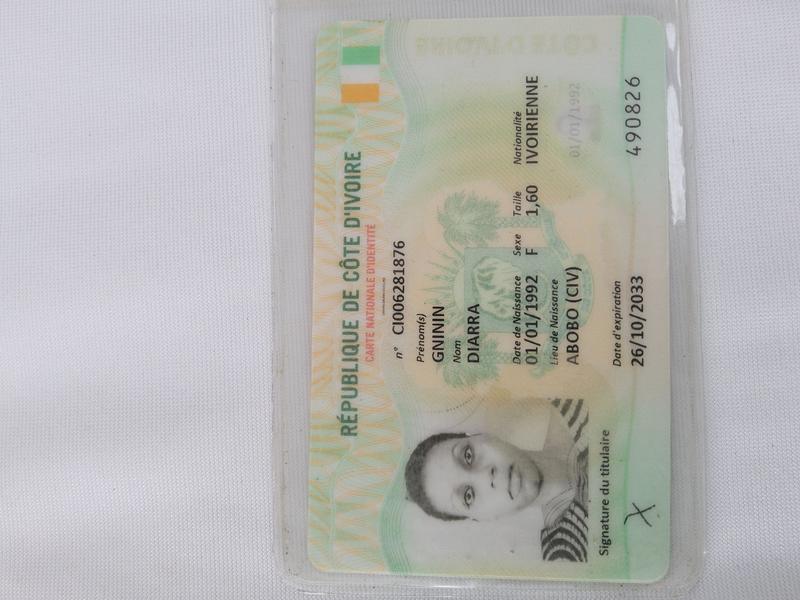 RÉPUBLIQUE DE CÔTE D'IVOIRE
CARTE NATIONALE D'IDENTITÉ
n° CI006281876
Prénom(s)
GNININ
Nom
DIARRA
Date de Naissance Sexe Taille Nationalité
01/01/1992 F 1,60 IVOIRIENNE
Lieu de Naissance
ABOBO (CIV)
01/01/1992
Date d'expiration
26/10/2033
490826
Signature du titulaire
X
CÔTE D'IVOIRE